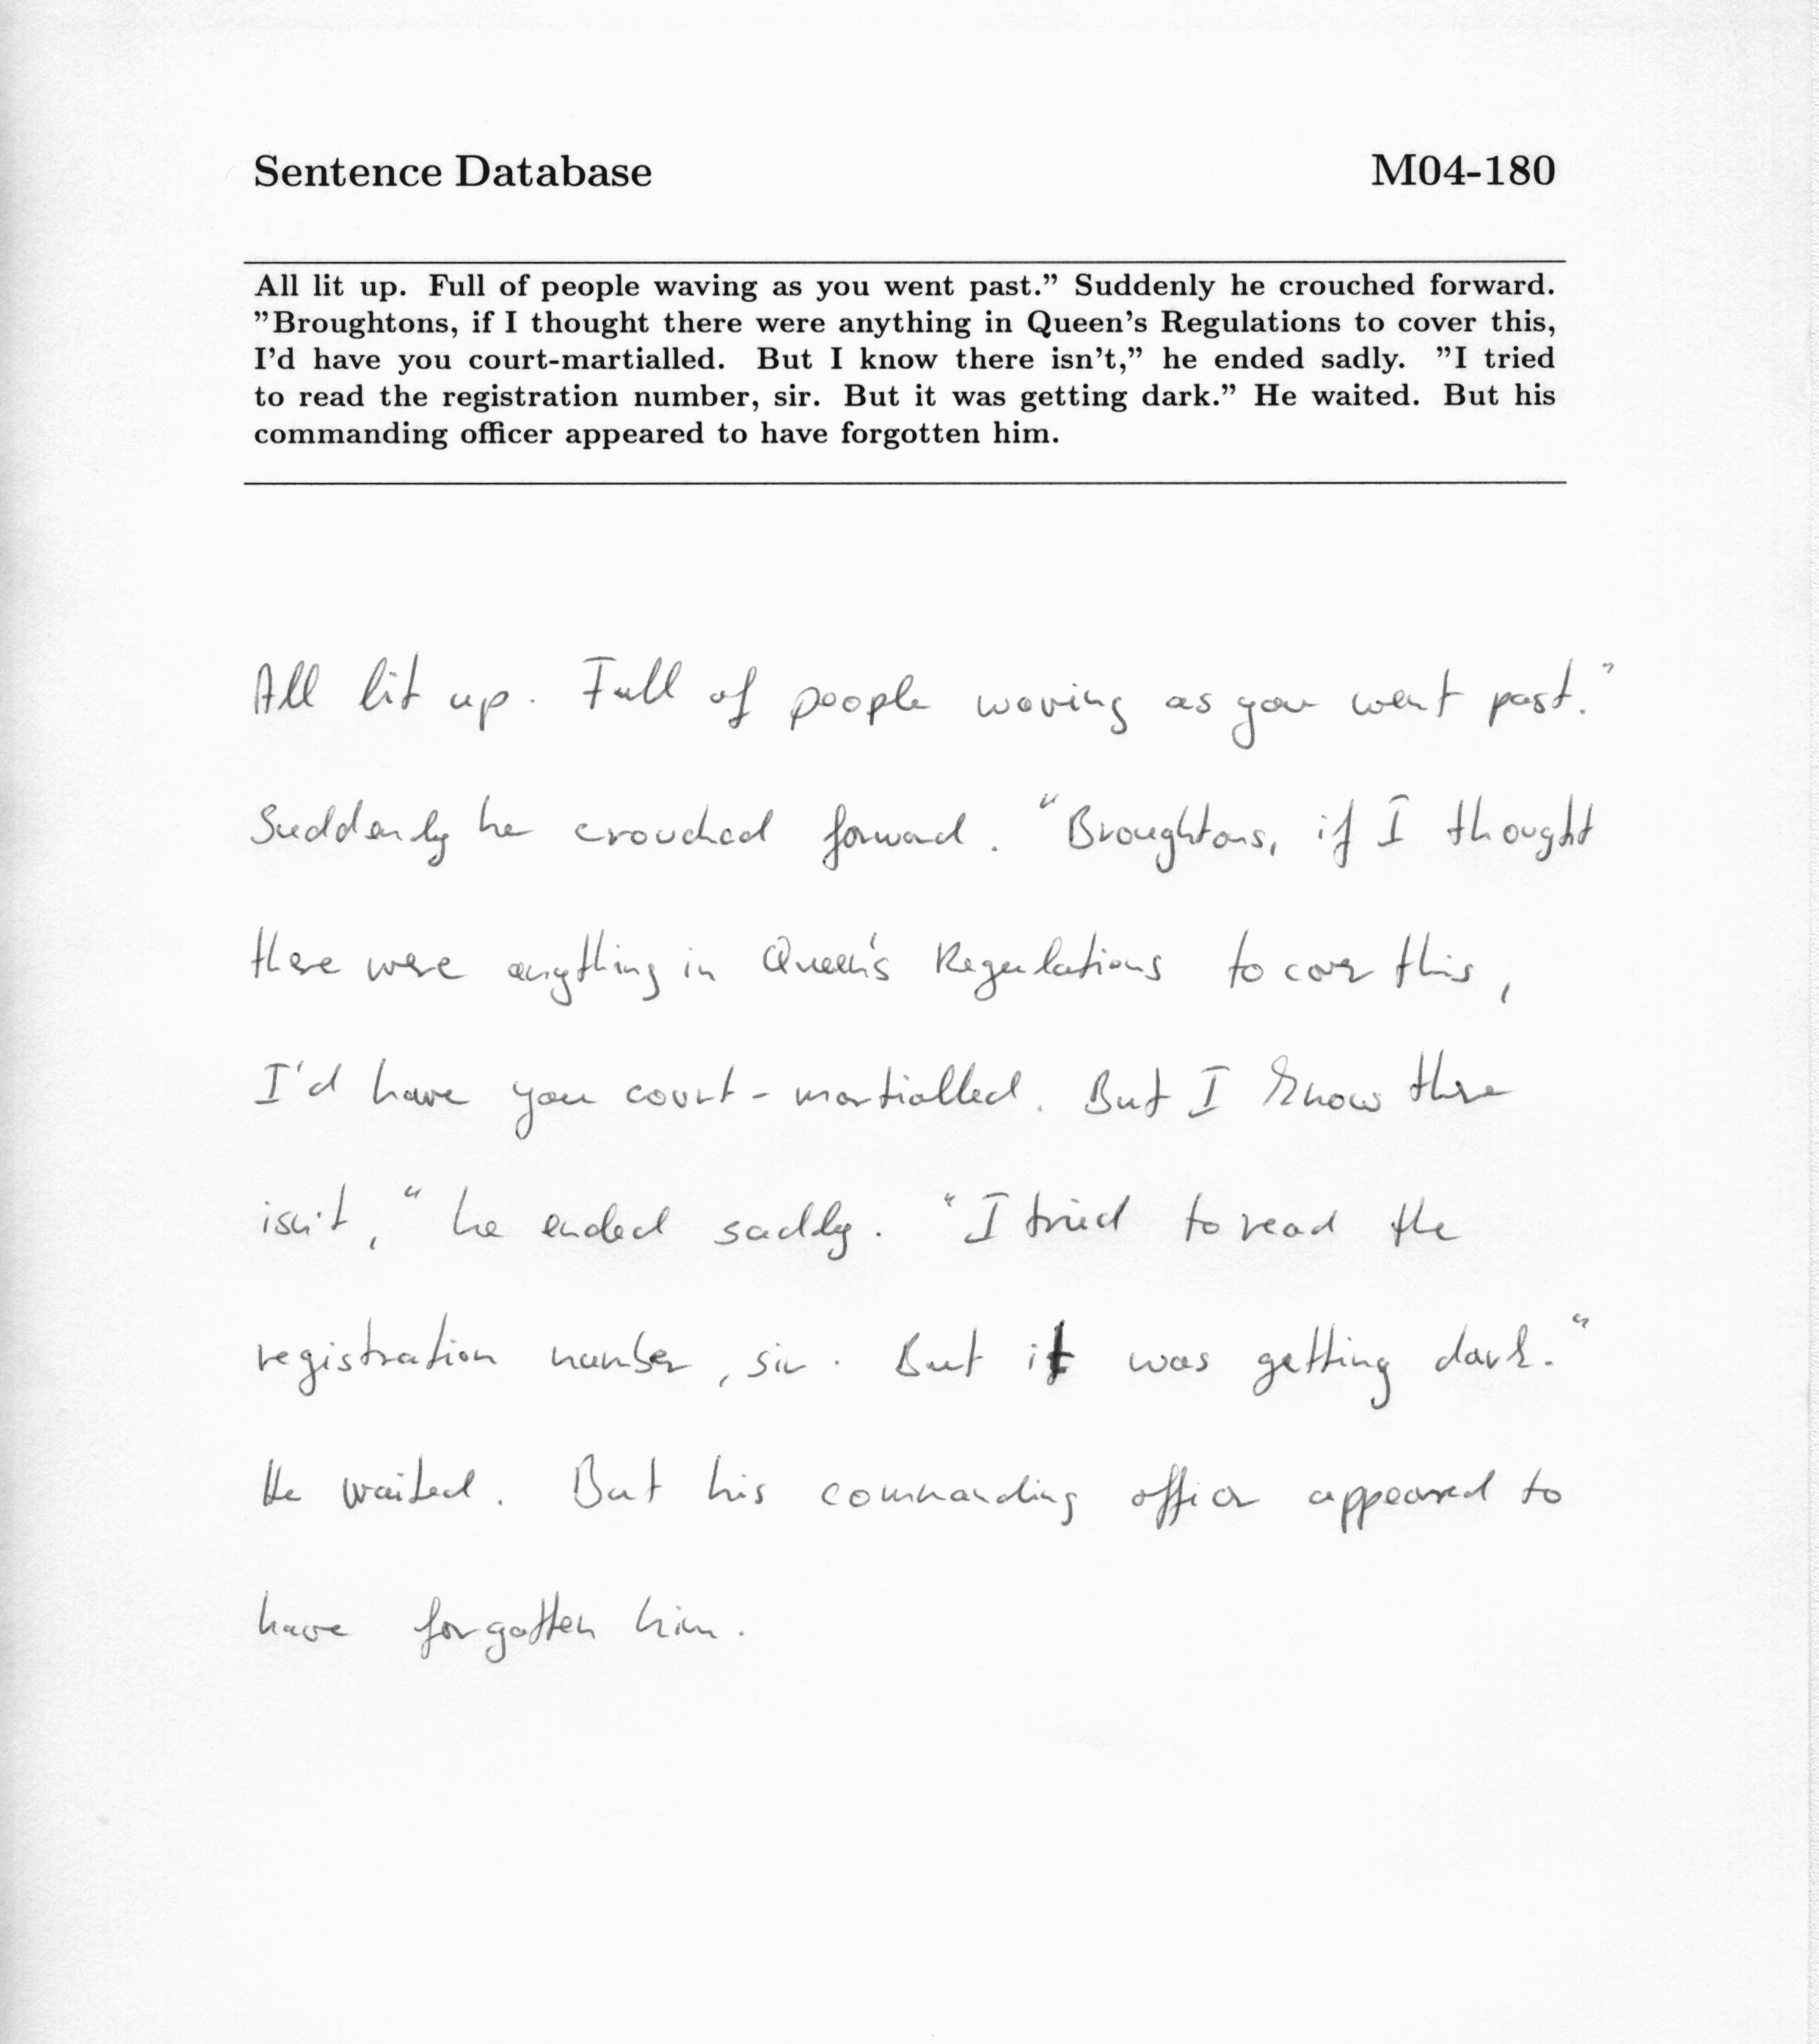 Sentence Database M04-180
All lit up. Full of people waving as you went past.” Suddenly he crouched forward.
”Broughtons, if I thought there were anything in Queen’s Regulations to cover this,
I’d have you court-martialled. But I know there isn’t,” he ended sadly. ”I tried
to read the registration number, sir. But it was getting dark.” He waited. But his
commanding officer appeared to have forgotten him.
All lit up. Full of people waving as you went past.”
Suddenly he crouched forward. “Broughtons, if I thought
there were anything in Queen's Regulations to cover this,
I'd have you court-martialled. But I know there
isn't,“ he ended sadly. “I tried to read the
registration number, sir. But it was getting dark.“
He waited. But his commanding officer appeared to
have forgotten him.